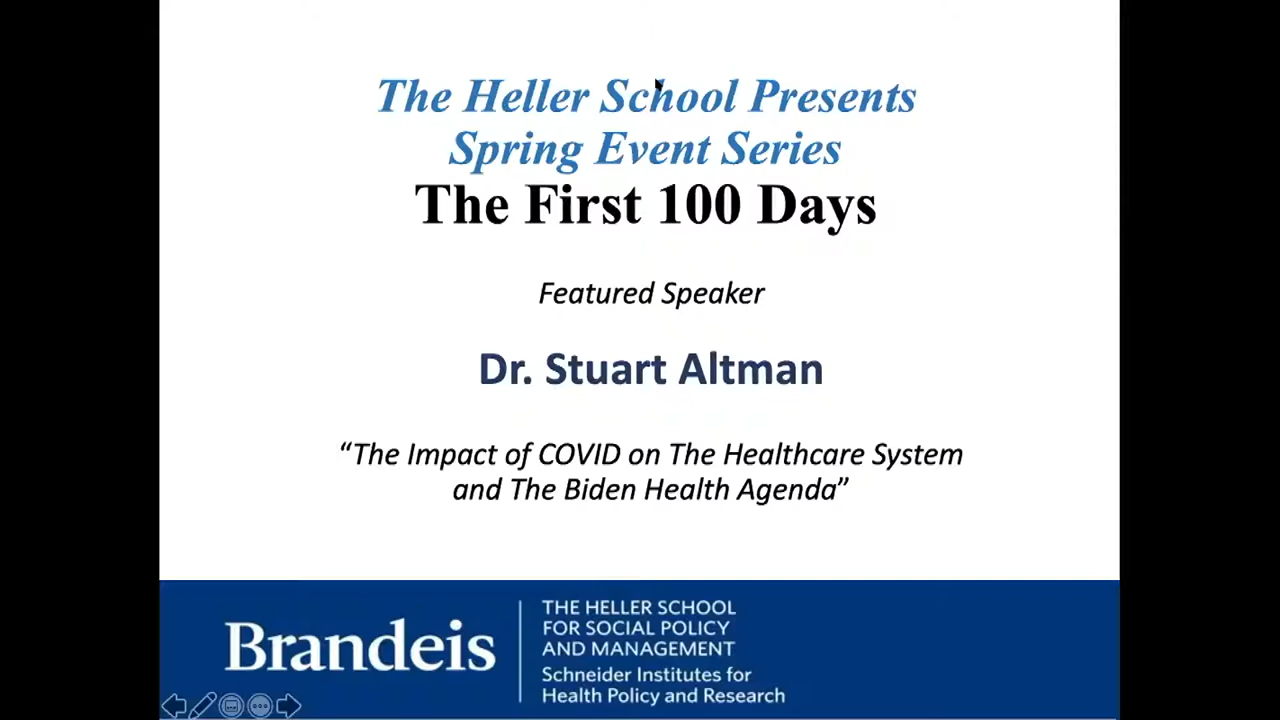 The Heller School Presents
Spring Event Series
The First 100 Days
Featured Speaker
Dr. Stuart Altman
“The Impact of COVID on The Healthcare System
and The Biden Health Agenda”
Brandeis
THE HELLER SCHOOL
FOR SOCIAL POLICY
AND MANAGEMENT
Schneider Institutes for
Health Policy and Research